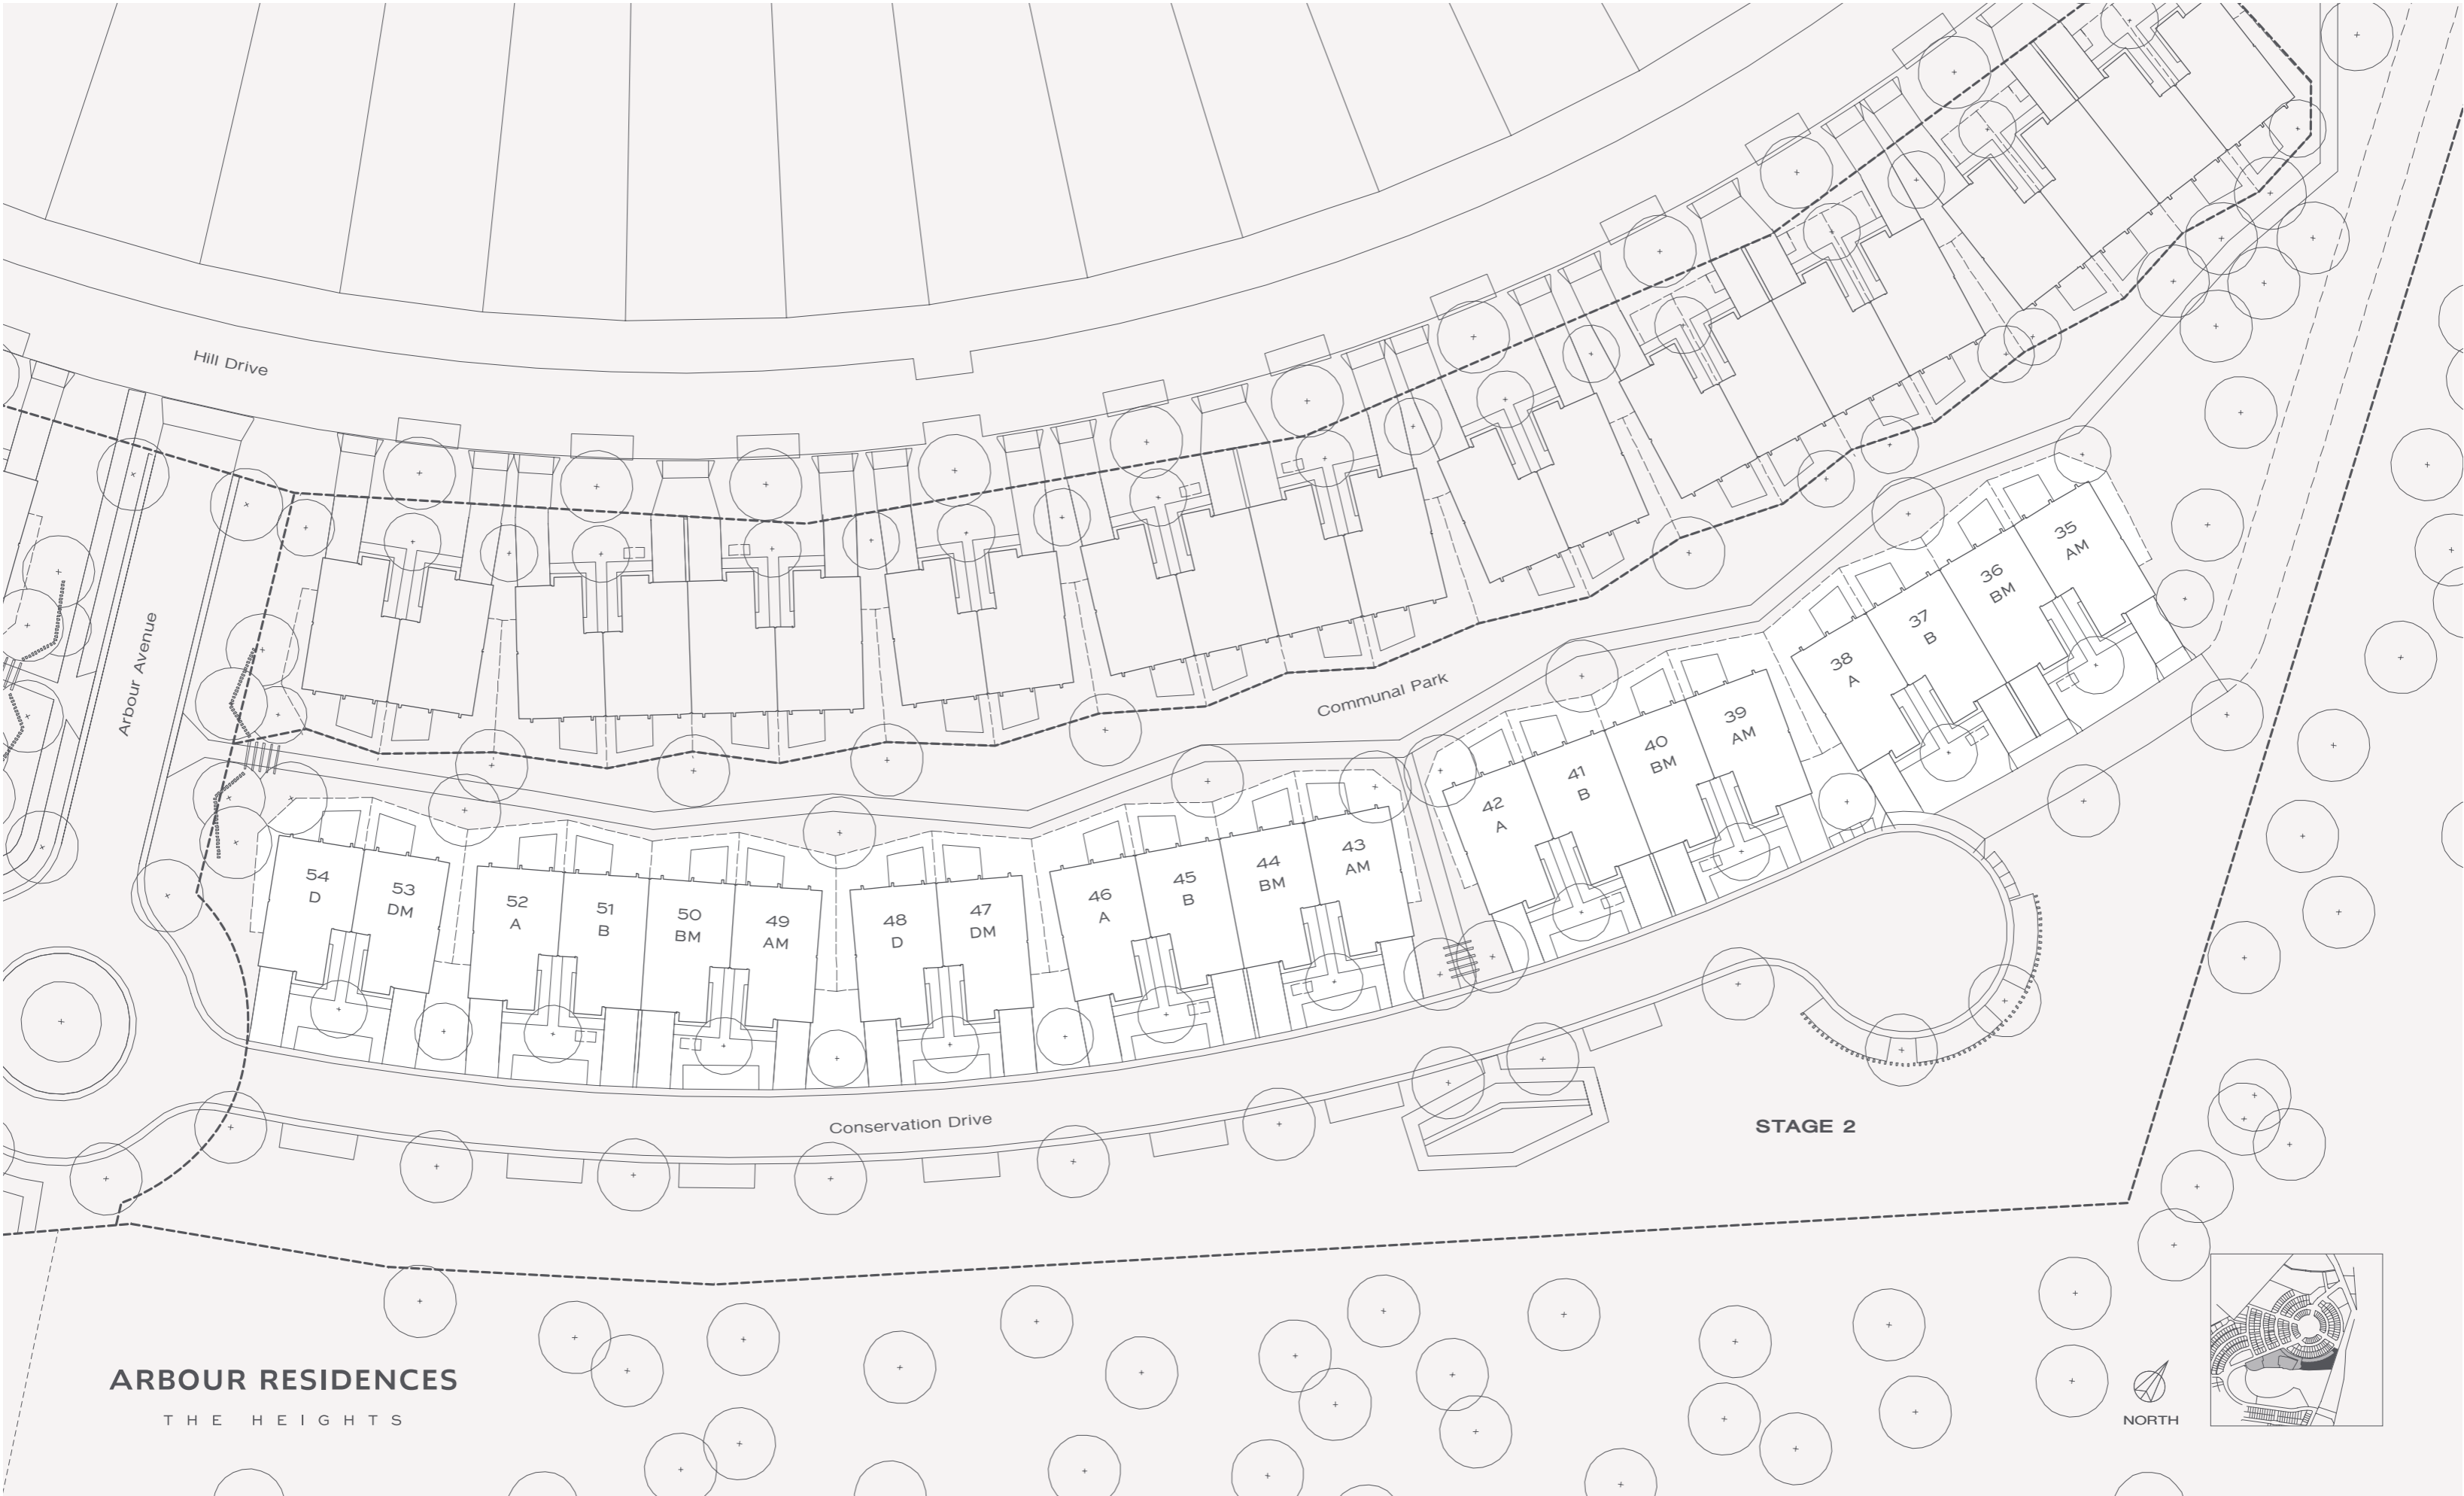 Hill Drive
Arbour Avenue
Communal Park
35
AM
36
BM
37
B
38
A
39
AM
40
BM
41
B
42
A
43
AM
44
BM
45
B
46
A
47
DM
48
D
49
AM
50
BM
51
B
52
A
53
DM
54
D
Conservation Drive
STAGE 2
ARBOUR RESIDENCES
THE HEIGHTS
NORTH